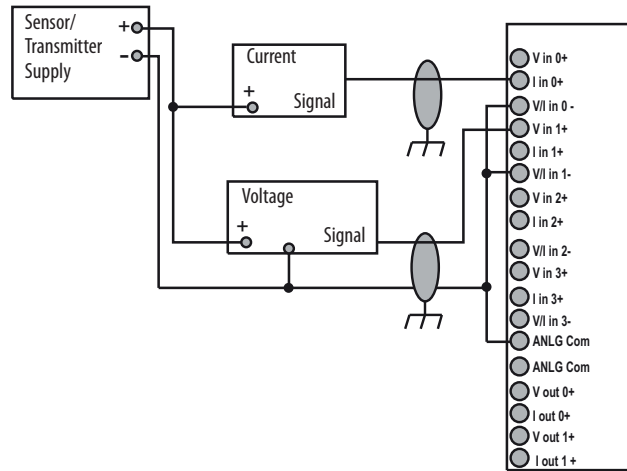 Sensor/
Transmitter
Supply
+
-
Current
+
Signal
Voltage
+
Signal
V in 0+
I in 0+
V/I in 0 -
V in 1+
I in 1+
V/I in 1-
V in 2+
I in 2+
V/I in 2-
V in 3+
I in 3+
V/I in 3-
ANLG Com
ANLG Com
V out 0+
I out 0+
V out 1+
I out 1 +